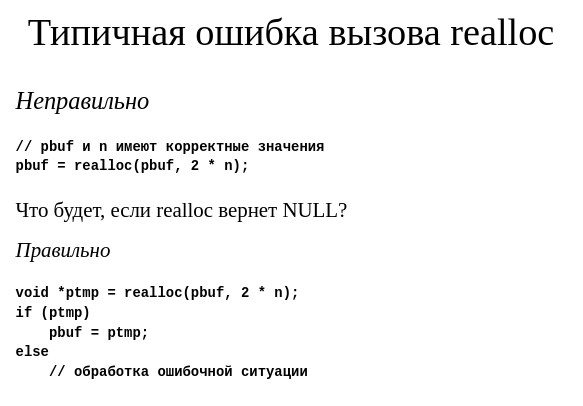 Типичная ошибка вызова realloc
Неправильно
// pbuf и n имеют корректные значения
pbuf = realloc(pbuf, 2 * n);
Что будет, если realloc вернет NULL?
Правильно
void *ptmp = realloc(pbuf, 2 * n);
if (ptmp)
    pbuf = ptmp;
else
    // обработка ошибочной ситуации